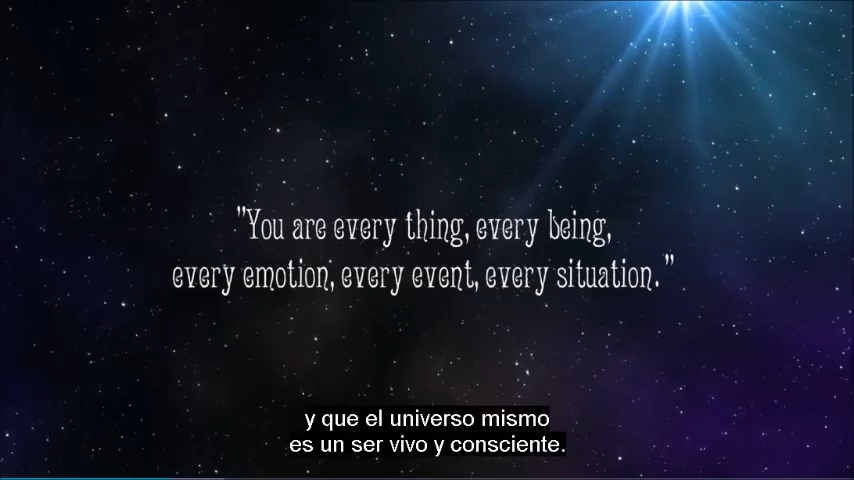 "You are every thing, every being,
every emotion, every event, every situation."
y que el universo mismo
es un ser vivo y consciente.